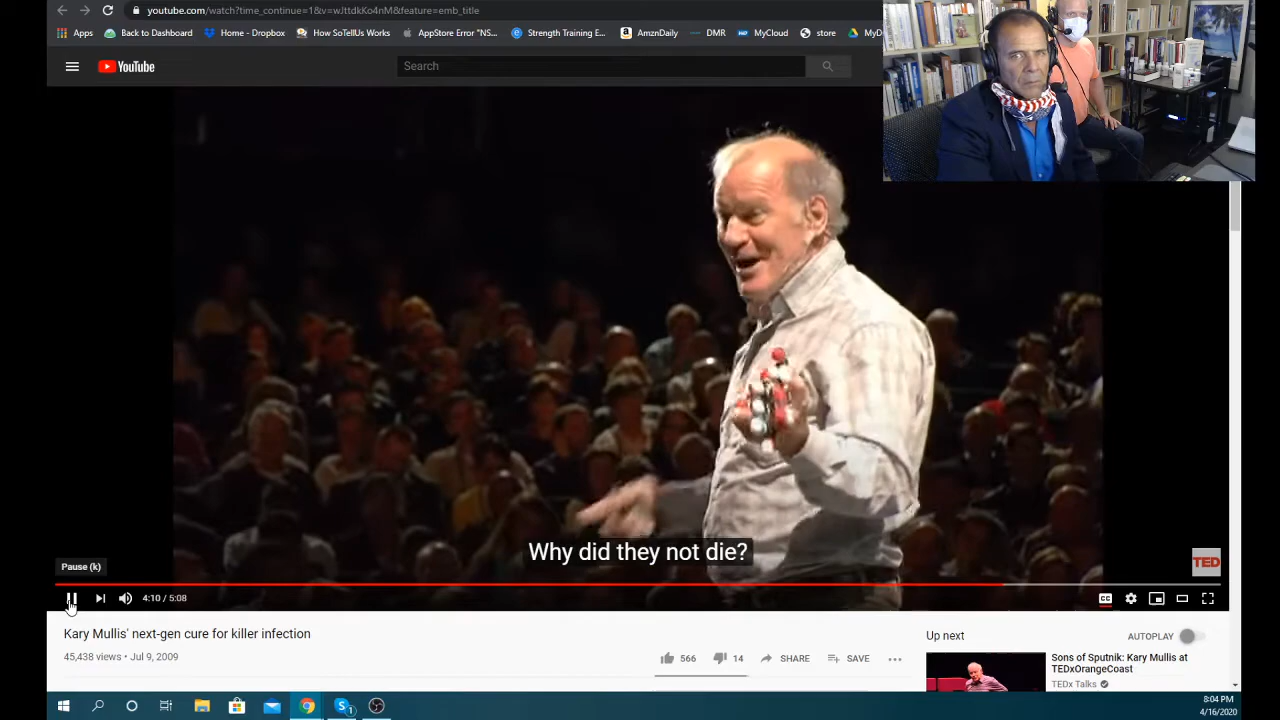 youtube.com/watch?time_continue=1&v=wJttdkKo4nM&feature=emb_title
Apps Back to Dashboard Home - Dropbox How SoTellUs Works AppStore Error "NS... Strength Training E... AmznDaily DMR MyCloud store MyD
YouTube
Search
Why did they not die?
Pause (k)
TED
4:10 / 5:08
CC
Kary Mullis' next-gen cure for killer infection
45,438 views • Jul 9, 2009
566 14 SHARE SAVE
Up next AUTOPLAY
Sons of Sputnik: Kary Mullis at
TEDxOrangeCoast
TEDx Talks
8:04 PM
4/16/2020